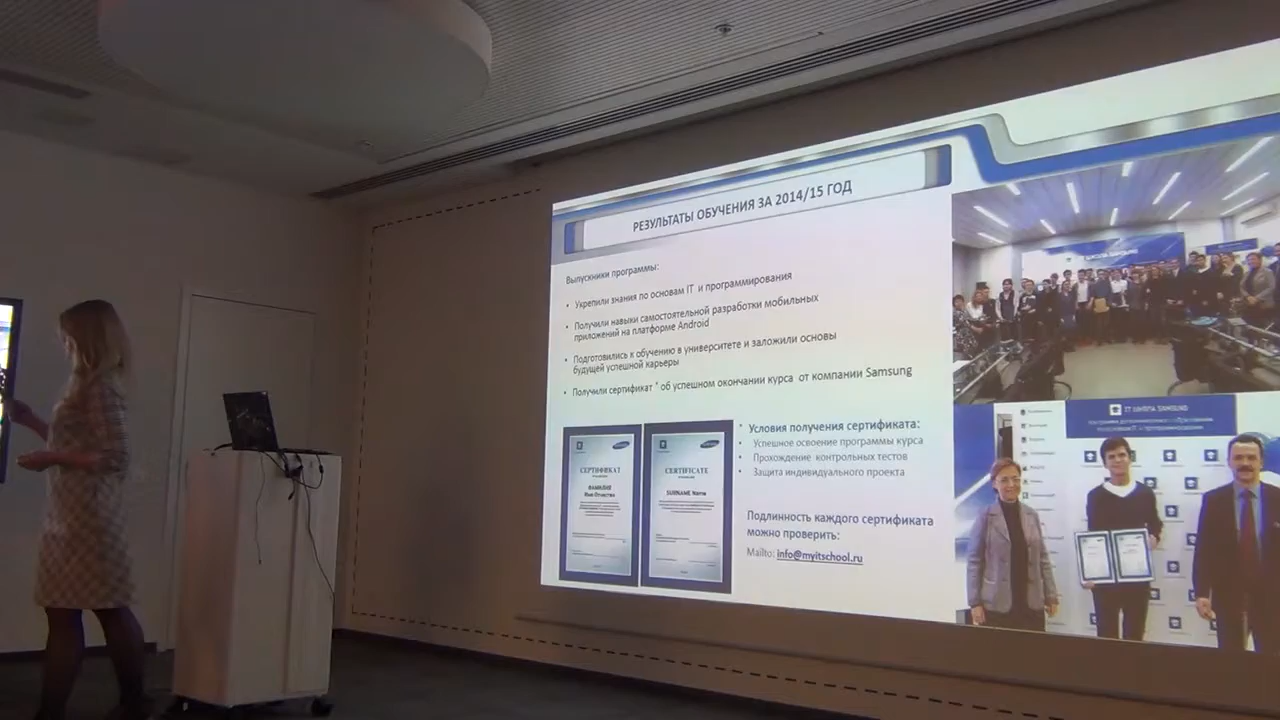 РЕЗУЛЬТАТЫ ОБУЧЕНИЯ ЗА 2014/15 ГОД
Выпускники программы:
• Укрепили знания по основам IT и программирования
• Получили навыки самостоятельной разработки мобильных
приложений на платформе Android
• Подготовились к обучению в университете и заложили основы
будущей успешной карьеры
• Получили сертификат * об успешном окончании курса от компании Samsung
СЕРТИФИКАТ
ФАМИЛИЯ
Имя Отчество
CERTIFICATE
SURNAME Name
* Условия получения сертификата:
• Успешное освоение программы курса
• Прохождение контрольных тестов
• Защита индивидуального проекта
Подлинность каждого сертификата
можно проверить:
Mailto: info@myitschool.ru
IT ШКОЛА SAMSUNG